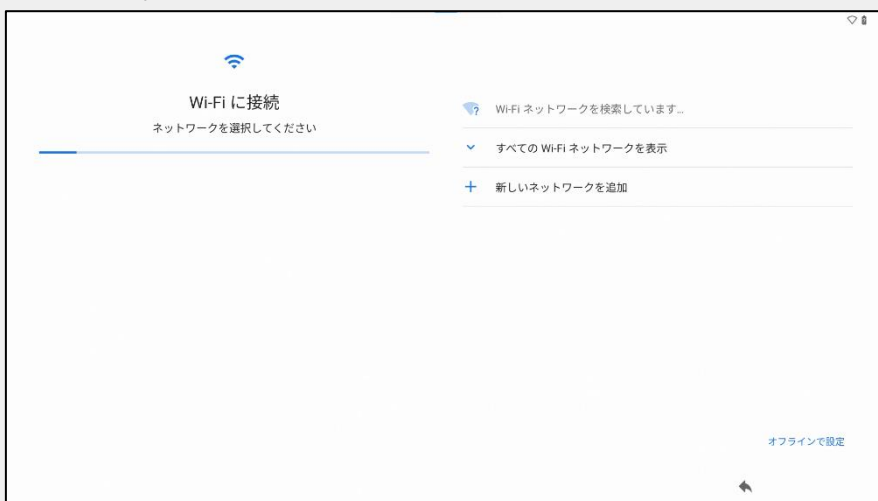 Wi-Fi に接続
ネットワークを選択してください
Wi-Fi ネットワークを検索しています...
すべての Wi-Fi ネットワークを表示
新しいネットワークを追加
オフラインで設定